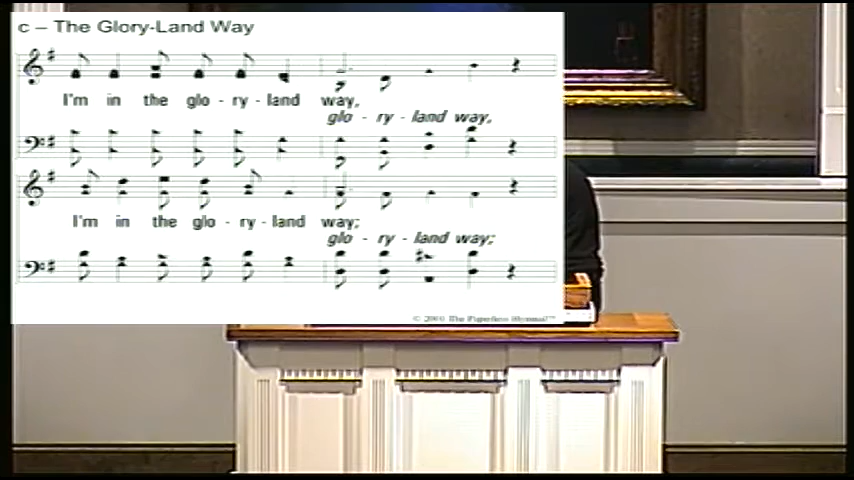 c – The Glory-Land Way
I'm in the glo - ry - land way,
glo - ry - land way,
I'm in the glo - ry - land way;
glo - ry - land way;
The Paperless Hymnal™